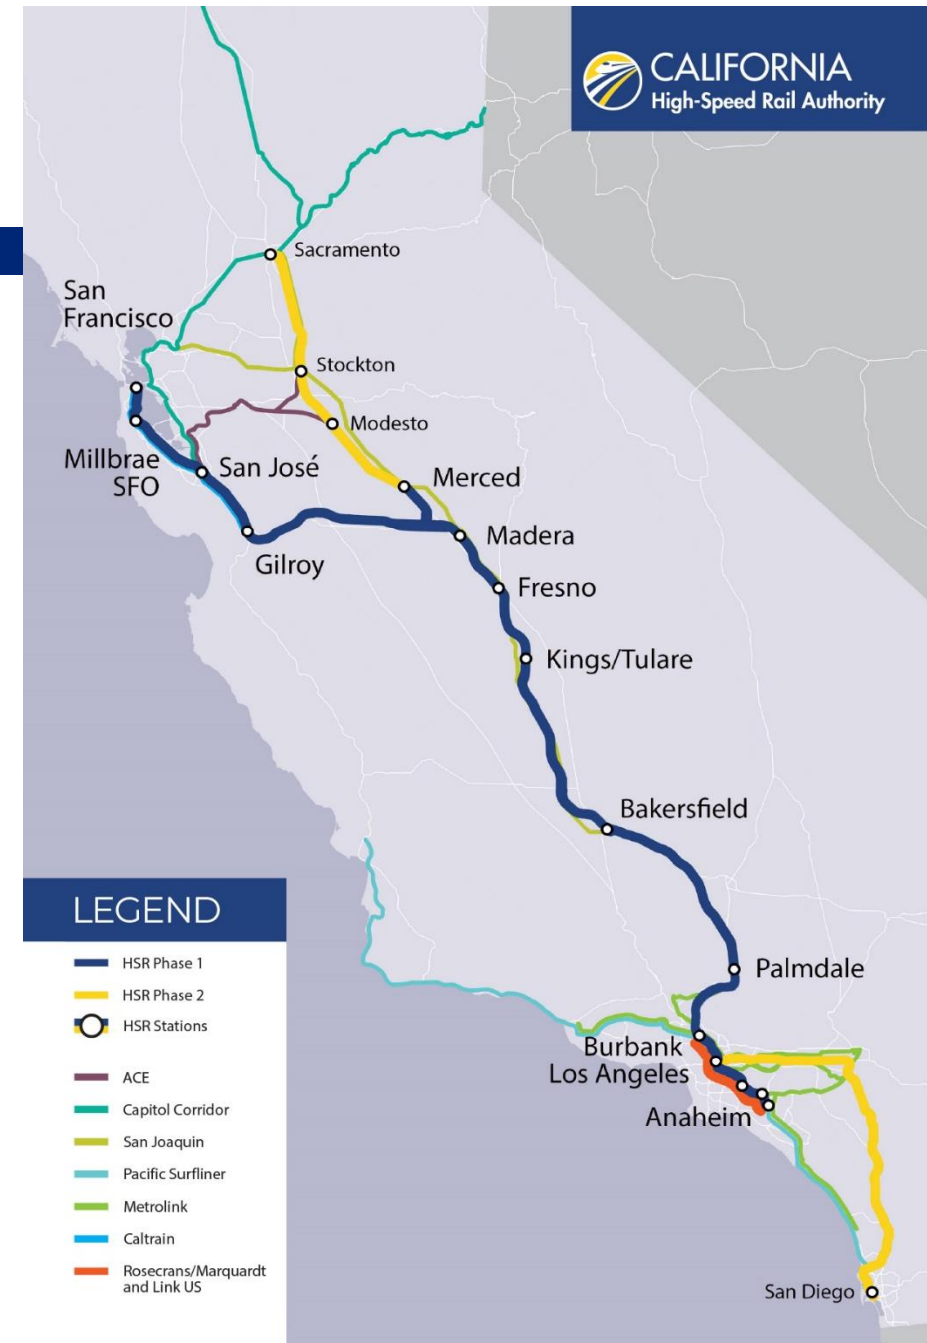 CALIFORNIA
High-Speed Rail Authority
Sacramento
San
Francisco
Stockton
Modesto
Millbrae
SFO
San José
Merced
Gilroy
Madera
Fresno
Kings/Tulare
Bakersfield
Palmdale
Burbank
Los Angeles
Anaheim
San Diego
LEGEND
HSR Phase 1
HSR Phase 2
HSR Stations
ACE
Capitol Corridor
San Joaquin
Pacific Surfliner
Metrolink
Caltrain
Rosecrans/Marquardt
and Link US